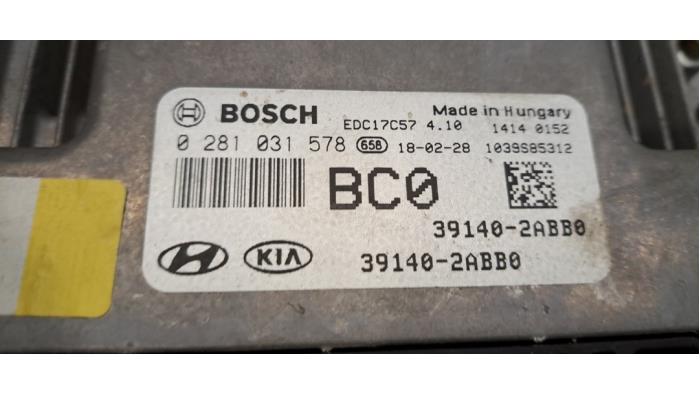 BOSCH EDC17C57 4.10 Made in Hungary
1414 0152
0 281 031 578 658 18-02-28 1039S85312
BC0
39140-2ABB0
KIA 39140-2ABB0